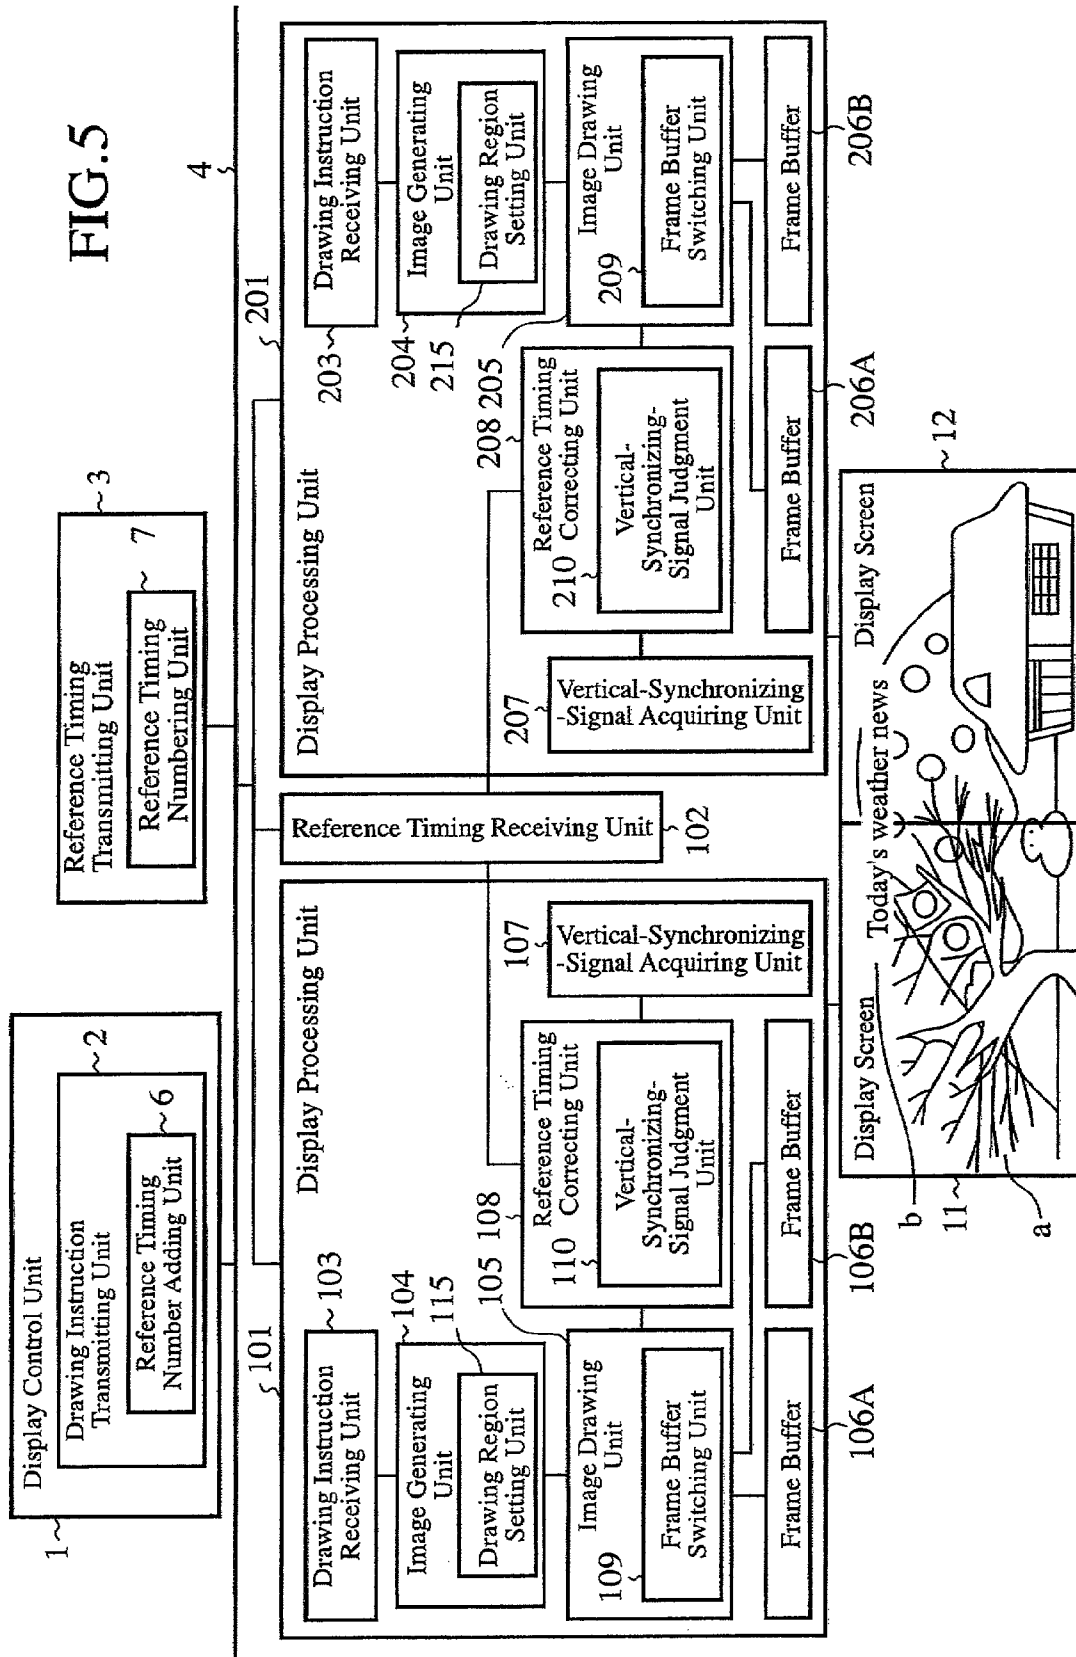 FIG.5
1
Display Control Unit
2
Drawing Instruction
Transmitting Unit
6
Reference Timing
Number Adding Unit
3
Reference Timing
Transmitting Unit
7
Reference Timing
Numbering Unit
4
101
Display Processing Unit
103
Drawing Instruction
Receiving Unit
104
Image Generating
Unit
115
Drawing Region
Setting Unit
105
Image Drawing
Unit
109
Frame Buffer
Switching Unit
108
Reference Timing
Correcting Unit
110
Vertical-
Synchronizing-
Signal Judgment
Unit
107
Vertical-Synchronizing-
-Signal Acquiring Unit
Frame Buffer
106A
Frame Buffer
106B
Reference Timing Receiving Unit
102
201
Display Processing Unit
203
Drawing Instruction
Receiving Unit
204
Image Generating
Unit
215
Drawing Region
Setting Unit
205
Image Drawing
Unit
209
Frame Buffer
Switching Unit
208
Reference Timing
Correcting Unit
210
Vertical-
Synchronizing-
Signal Judgment
Unit
207
Vertical-Synchronizing-
-Signal Acquiring Unit
Frame Buffer
206A
Frame Buffer
206B
Display Screen
Display Screen
Today's weather news
b
11
a
12